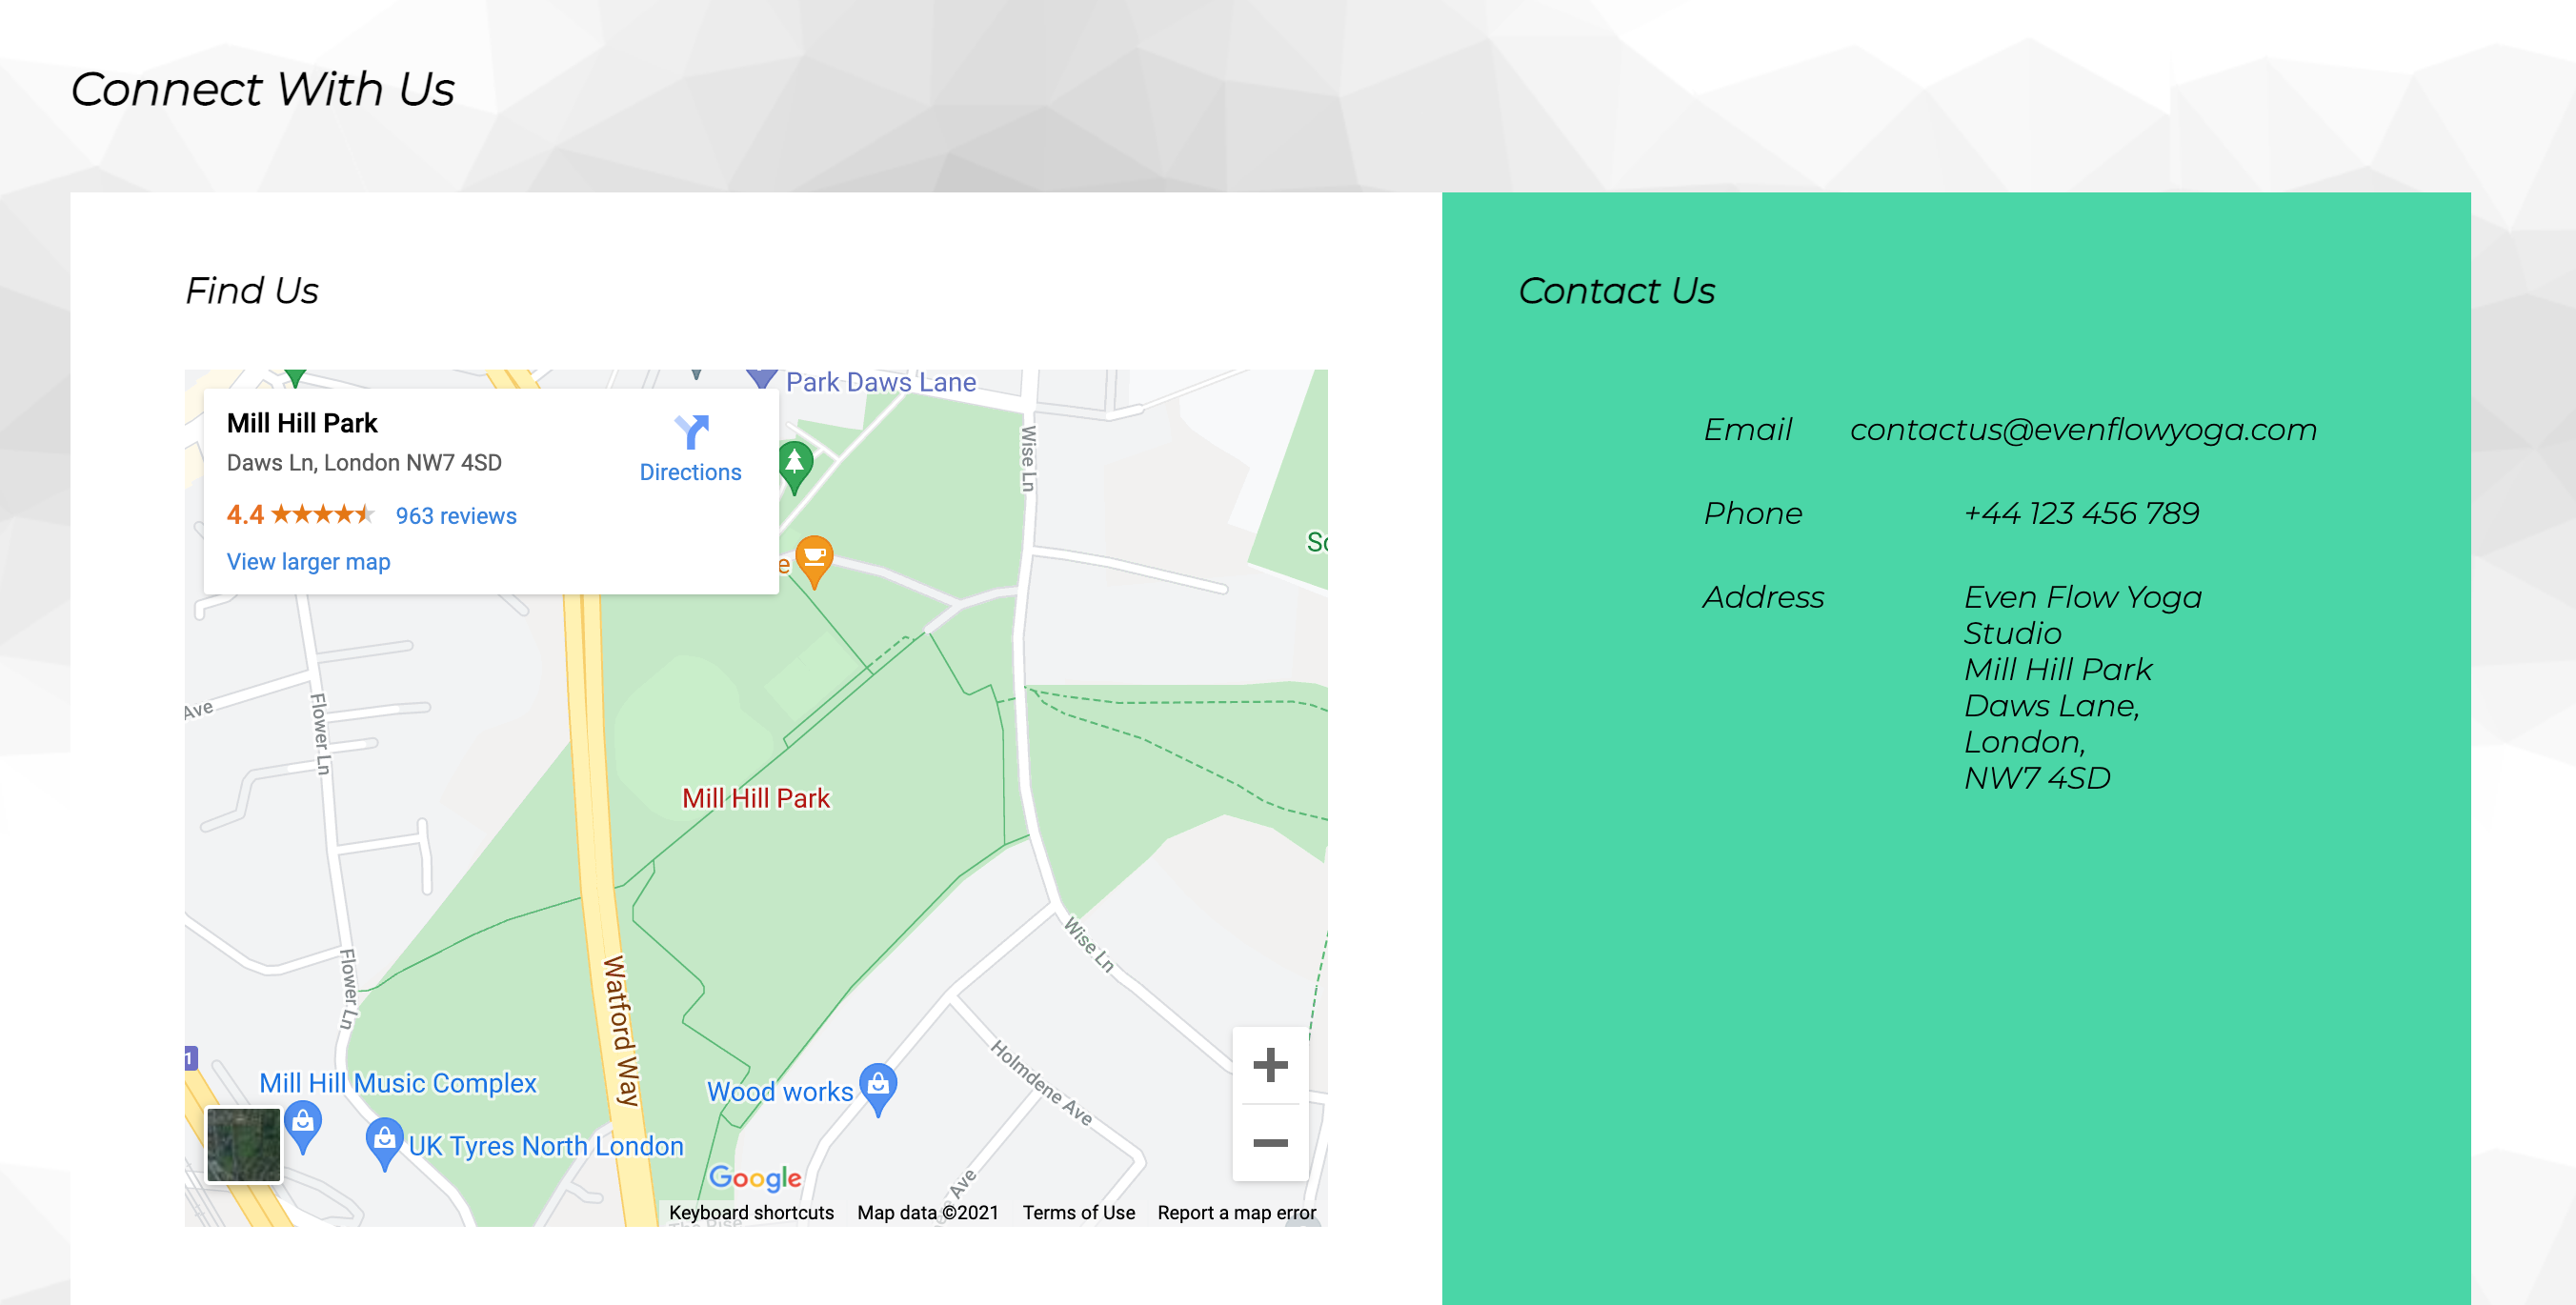 Connect With Us
Find Us
Contact Us
Park Daws Lane
Mill Hill Park
Daws Ln, London NW7 4SD
Directions
4.4
963 reviews
View larger map
Wise Ln
Email contactus@evenflowyoga.com
Phone +44 123 456 789
Address Even Flow Yoga
Studio
Mill Hill Park
Daws Lane,
London,
NW7 4SD
Ave
Flower Ln
Mill Hill Park
Wise Ln
Flower Ln
Watford Way
Holmdene Ave
1
Mill Hill Music Complex
Wood works
UK Tyres North London
Google
Ave
Keyboard shortcuts Map data ©2021 Terms of Use Report a map error